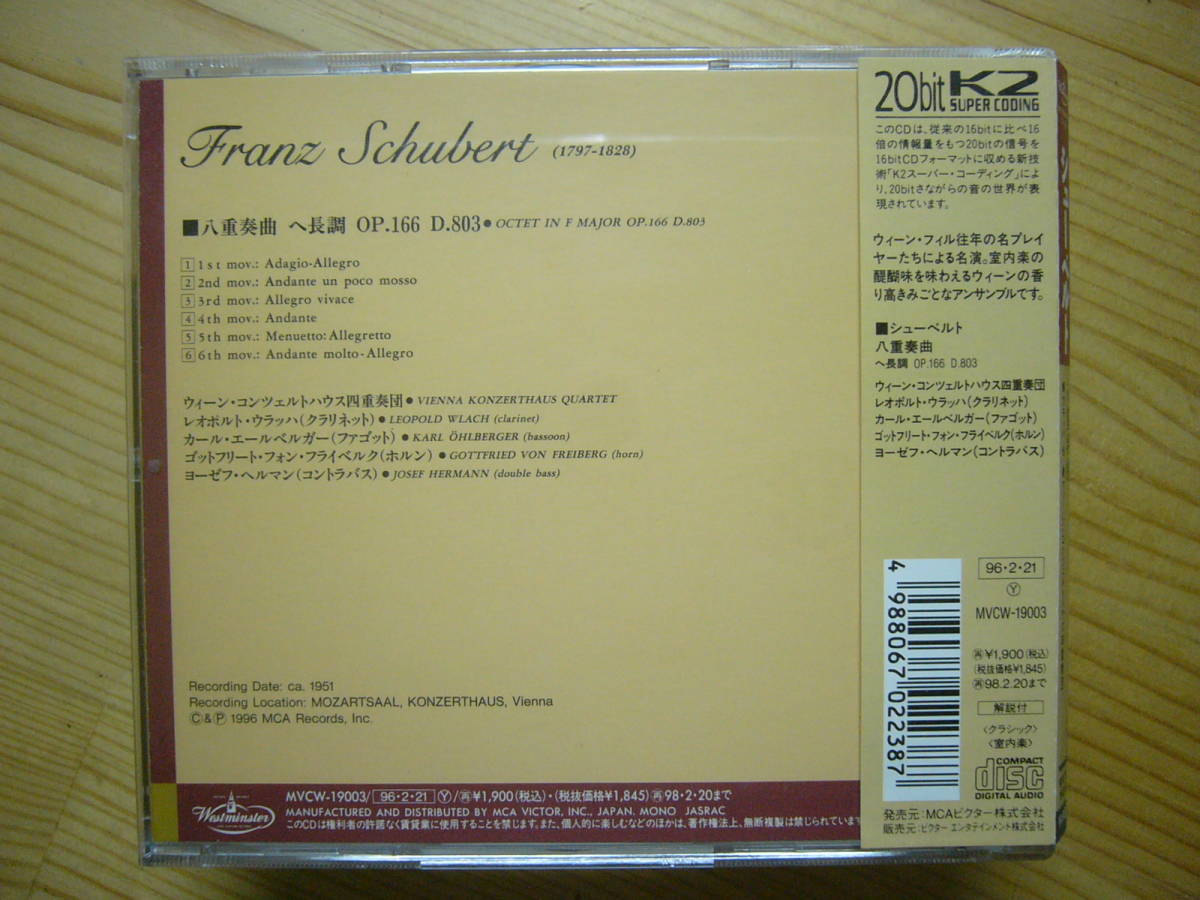 Franz Schubert (1797-1828)
■八重奏曲 ヘ長調 OP.166 D.803● OCTET IN F MAJOR OP.166 D.803
1 1st mov.: Adagio-Allegro
2 2nd mov.: Andante un poco mosso
3 3rd mov.: Allegro vivace
4 4th mov.: Andante
5 5th mov.: Menuetto: Allegretto
6 6th mov.: Andante molto-Allegro
ウィーン・コンツェルトハウス四重奏団● VIENNA KONZERTHAUS QUARTET
レオポルト・ウラッハ(クラリネット)● LEOPOLD WLACH (clarinet)
カール・エールベルガー(ファゴット)● KARL ÖHLBERGER (bassoon)
ゴットフリート・フォン・フライベルク(ホルン)● GOTTFRIED VON FREIBERG (horn)
ヨーゼフ・ヘルマン(コントラバス)● JOSEF HERMANN (double bass)
Recording Date: ca. 1951
Recording Location: MOZARTSAAL, KONZERTHAUS, Vienna
Ⓒ&Ⓟ 1996 MCA Records, Inc.
Westminster
MVCW-19003/ 96・2・21 Ⓨ/再¥1,900(税込)・(税抜価格¥1,845)再98・2・20まで
MANUFACTURED AND DISTRIBUTED BY MCA VICTOR, INC., JAPAN. MONO JASRAC
このCDは権利者の許諾なく賃貸業に使用することを禁じます。また、個人的に楽しむなどのほかは、著作権法上、無断複製は禁じられています
20bit K2
SUPER CODING
このCDは、従来の16bitに比べ16
倍の情報量をもつ20bitの信号を
16bitCDフォーマットに収める新技
術「K2スーパー・コーディング」によ
り、20bitさながらの音の世界が表
現されています。
ウィーン・フィル往年の名プレイ
ヤーたちによる名演。室内楽の
醍醐味を味わえるウィーンの香
り高きみごとなアンサンブルです。
■シューベルト
八重奏曲
ヘ長調 OP.166 D.803
ウィーン・コンツェルトハウス四重奏団
レオポルト・ウラッハ(クラリネット)
カール・エールベルガー(ファゴット)
ゴットフリート・フォン・フライベルク(ホルン)
ヨーゼフ・ヘルマン(コントラバス)
4 988067 022387
96・2・21
Ⓨ
MVCW-19003
再¥1,900(税込)
(税抜価格¥1,845)
再98.2.20まで
解説付
〈クラシック〉
〈室内楽〉
COMPACT
disc
DIGITAL AUDIO
発売元:MCAビクター株式会社
販売元:ビクター エンタテインメント株式会社